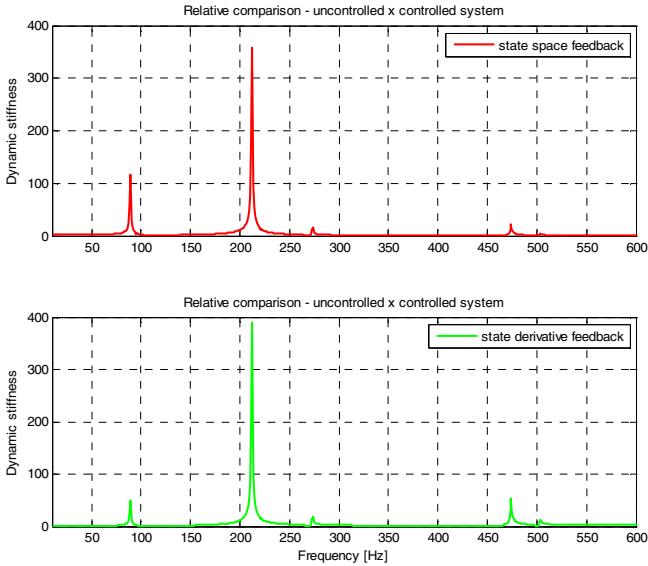 Relative comparison - uncontrolled x controlled system
400
300
200
100
0
Dynamic stiffness
state space feedback
50 100 150 200 250 300 350 400 450 500 550 600
Relative comparison - uncontrolled x controlled system
400
300
200
100
0
Dynamic stiffness
state derivative feedback
50 100 150 200 250 300 350 400 450 500 550 600
Frequency [Hz]